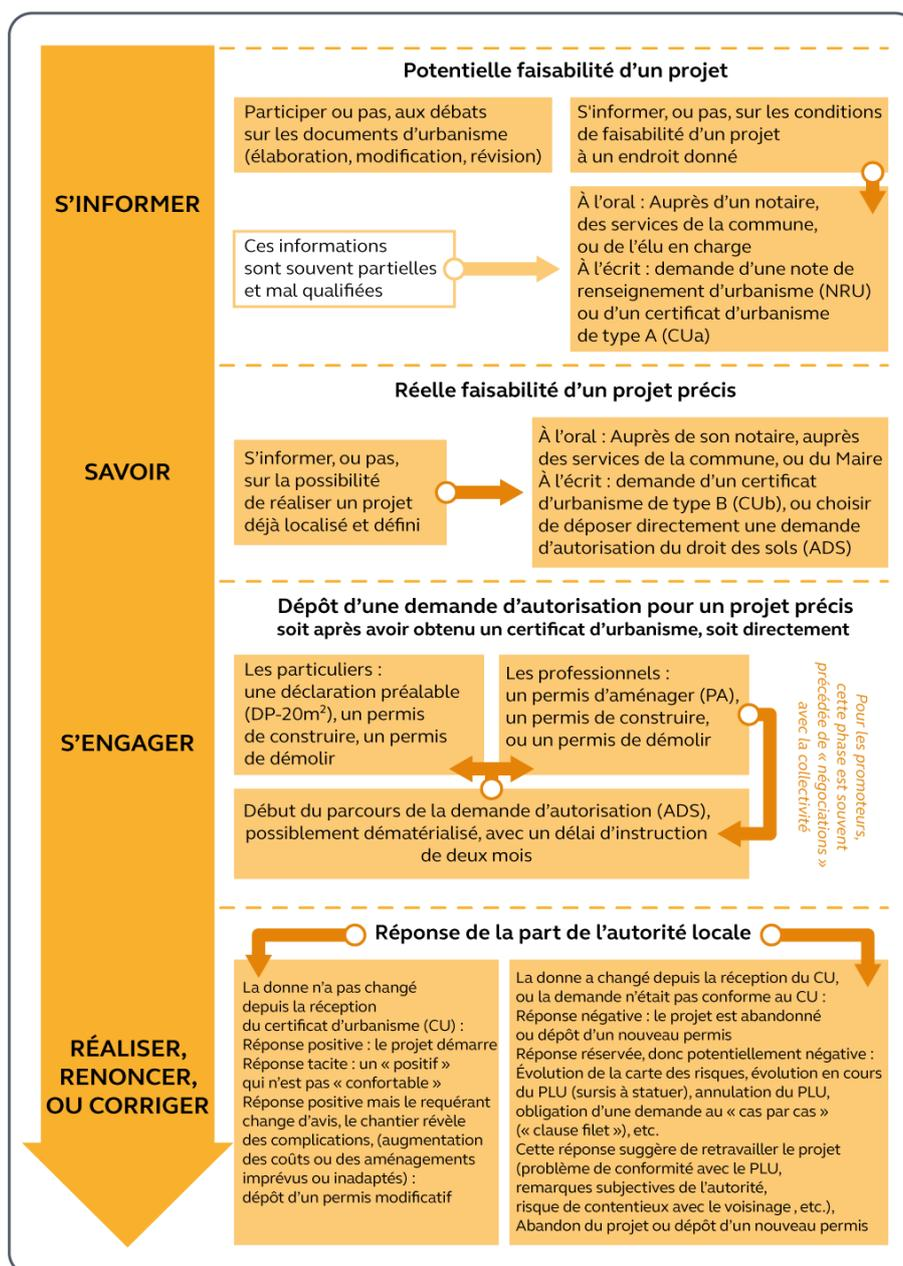 S’INFORMER
Potentielle faisabilité d’un projet
Participer ou pas, aux débats
sur les documents d’urbanisme
(élaboration, modification, révision)
S'informer, ou pas, sur les conditions
de faisabilité d’un projet
à un endroit donné
Ces informations
sont souvent partielles
et mal qualifiées
À l’oral : Auprès d’un notaire,
des services de la commune,
ou de l’élu en charge
À l’écrit : demande d’une note de
renseignement d’urbanisme (NRU)
ou d’un certificat d’urbanisme
de type A (CUa)
SAVOIR
Réelle faisabilité d’un projet précis
S’informer, ou pas,
sur la possibilité
de réaliser un projet
déjà localisé et défini
À l’oral : Auprès de son notaire, auprès
des services de la commune, ou du Maire
À l’écrit : demande d’un certificat
d’urbanisme de type B (CUb), ou choisir
de déposer directement une demande
d’autorisation du droit des sols (ADS)
S’ENGAGER
Dépôt d’une demande d’autorisation pour un projet précis
soit après avoir obtenu un certificat d’urbanisme, soit directement
Les particuliers :
une déclaration préalable
(DP-20m²), un permis
de construire, un permis
de démolir
Les professionnels :
un permis d’aménager (PA),
un permis de construire,
ou un permis de démolir
Pour les promoteurs,
cette phase est souvent
précédée de « négociations »
avec la collectivité
Début du parcours de la demande d’autorisation (ADS),
possiblement dématérialisé, avec un délai d’instruction
de deux mois
RÉALISER,
RENONCER,
OU CORRIGER
Réponse de la part de l’autorité locale
La donne n’a pas changé
depuis la réception
du certificat d’urbanisme (CU) :
Réponse positive : le projet démarre
Réponse tacite : un « positif »
qui n’est pas « confortable »
Réponse positive mais le requérant
change d’avis, le chantier révèle
des complications, (augmentation
des coûts ou des aménagements
imprévus ou inadaptés) :
dépôt d’un permis modificatif
La donne a changé depuis la réception du CU,
ou la demande n’était pas conforme au CU :
Réponse négative : le projet est abandonné
ou dépôt d’un nouveau permis
Réponse réservée, donc potentiellement négative :
Évolution de la carte des risques, évolution en cours
du PLU (sursis à statuer), annulation du PLU,
obligation d’une demande au « cas par cas »
(« clause filet »), etc.
Cette réponse suggère de retravailler le projet
(problème de conformité avec le PLU,
remarques subjectives de l’autorité,
risque de contentieux avec le voisinage , etc.),
Abandon du projet ou dépôt d’un nouveau permis